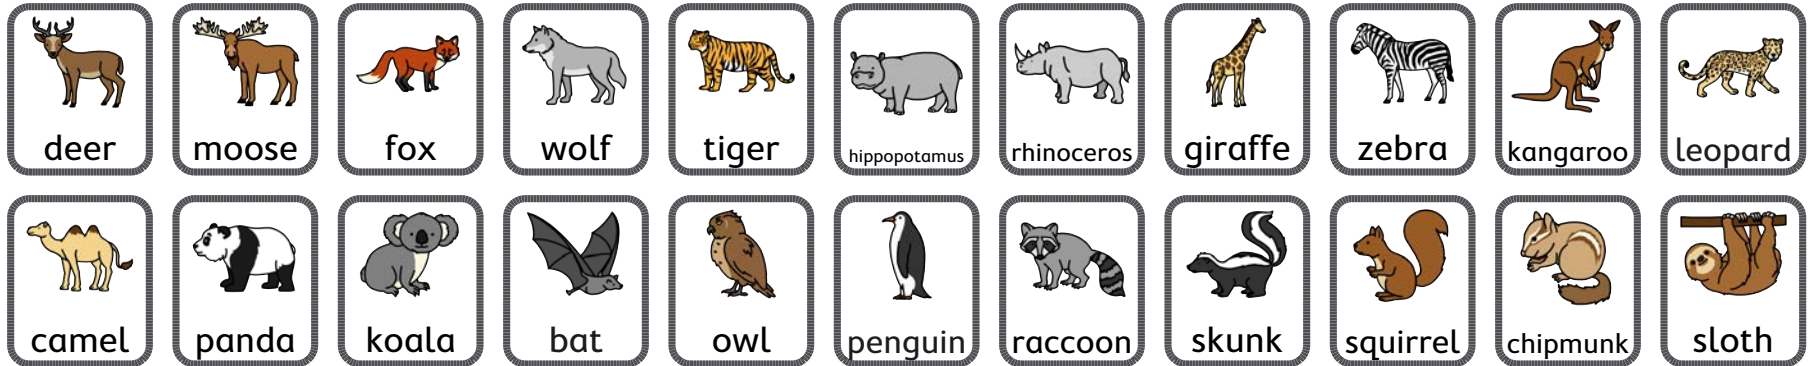 deer moose fox wolf tiger hippopotamus rhinoceros giraffe zebra kangaroo leopard
camel panda koala bat owl penguin raccoon skunk squirrel chipmunk sloth